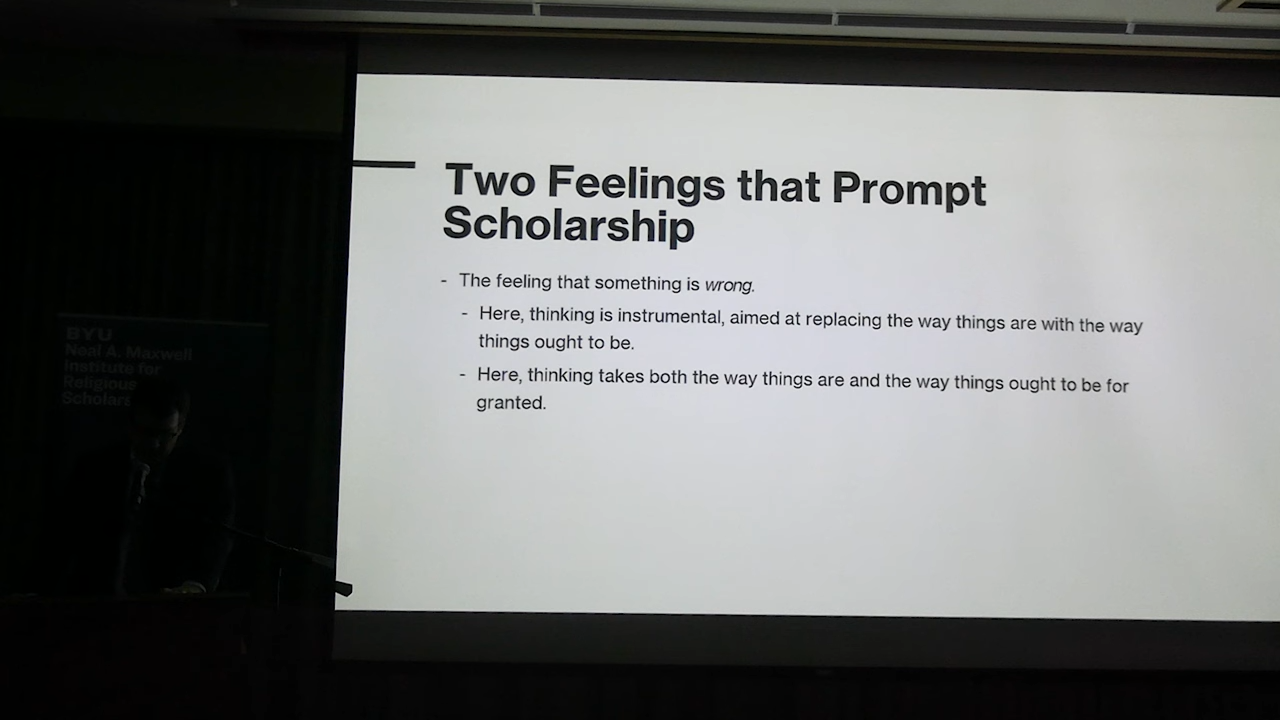 Two Feelings that Prompt
Scholarship
- The feeling that something is wrong.
- Here, thinking is instrumental, aimed at replacing the way things are with the way
things ought to be.
- Here, thinking takes both the way things are and the way things ought to be for
granted.
BYU
Neal A. Maxwell
Institute for
Religious
Scholars